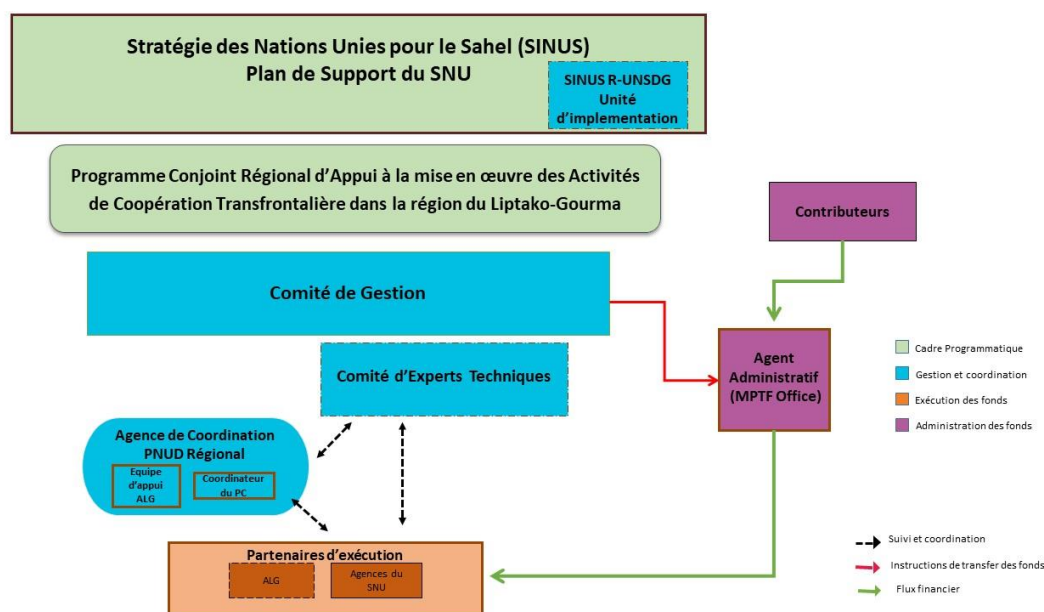 Stratégie des Nations Unies pour le Sahel (SINUS)
Plan de Support du SNU
SINUS R-UNSDG
Unité
d'implementation
Programme Conjoint Régional d'Appui à la mise en œuvre des Activités
de Coopération Transfrontalière dans la région du Liptako-Gourma
Contributeurs
Comité de Gestion
Comité d'Experts Techniques
Agent
Administratif
(MPTF Office)
Cadre Programmatique
Gestion et coordination
Exécution des fonds
Administration des fonds
Agence de Coordination
PNUD Régional
Equipe
d'appui
ALG
Coordinateur
du PC
Partenaires d'exécution
ALG
Agences du
SNU
Suivi et coordination
Instructions de transfer des fonds
Flux financier